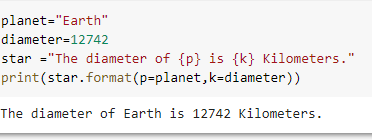 planet="Earth"
diameter=12742
star ="The diameter of {p} is {k} Kilometers."
print(star.format(p=planet,k=diameter))
The diameter of Earth is 12742 Kilometers.